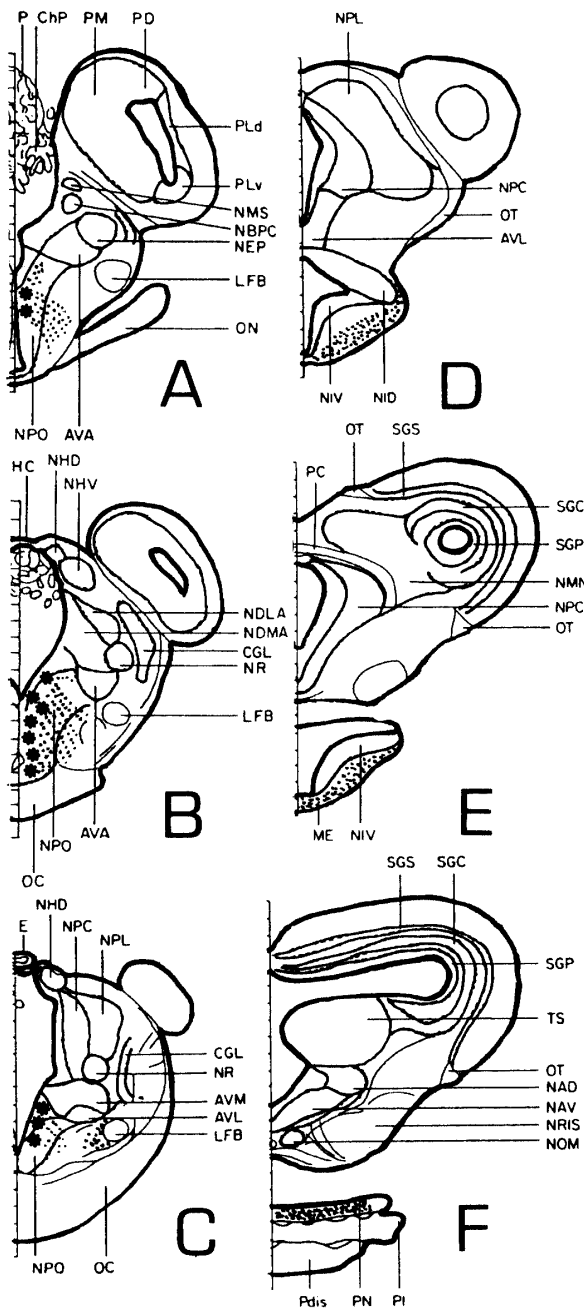 P ChP PM PD
PLd
PLv
NMS
NBPC
NEP
LFB
ON
A
NPO AVA
NPL
NPC
OT
AVL
NIV NID
D
HC NHD NHV
NDLA
NDMA
CGL
NR
LFB
B
OC NPO AVA
PC OT SGS
SGC
SGP
NMN
NPC
OT
ME NIV
E
E NHD NPC NPL
CGL
NR
AVM
AVL
LFB
C
NPO OC
SGS SGC
SGP
TS
OT
NAD
NAV
NRIS
NOM
F
Pdis PN PI